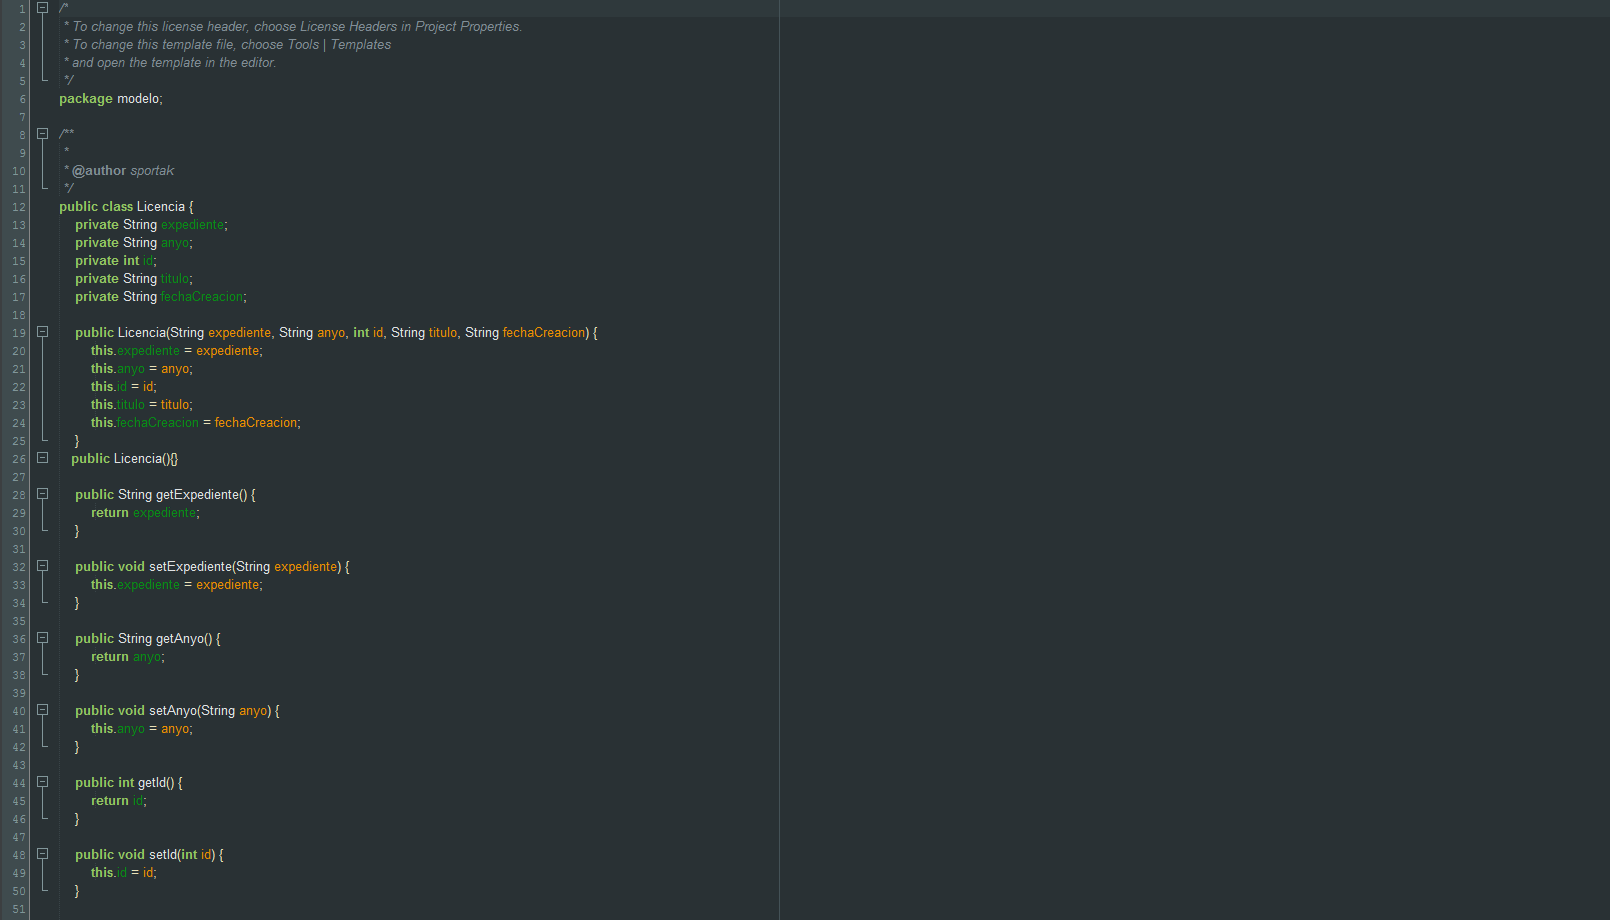 1 /*
2 * To change this license header, choose License Headers in Project Properties.
3 * To change this template file, choose Tools | Templates
4 * and open the template in the editor.
5 */
6 package modelo;
7
8 /**
9 *
10 * @author sportak
11 */
12 public class Licencia {
13 private String expediente;
14 private String anyo;
15 private int id;
16 private String titulo;
17 private String fechaCreacion;
18
19 public Licencia(String expediente, String anyo, int id, String titulo, String fechaCreacion) {
20 this.expediente = expediente;
21 this.anyo = anyo;
22 this.id = id;
23 this.titulo = titulo;
24 this.fechaCreacion = fechaCreacion;
25 }
26 public Licencia(){}
27
28 public String getExpediente() {
29 return expediente;
30 }
31
32 public void setExpediente(String expediente) {
33 this.expediente = expediente;
34 }
35
36 public String getAnyo() {
37 return anyo;
38 }
39
40 public void setAnyo(String anyo) {
41 this.anyo = anyo;
42 }
43
44 public int getId() {
45 return id;
46 }
47
48 public void setId(int id) {
49 this.id = id;
50 }
51